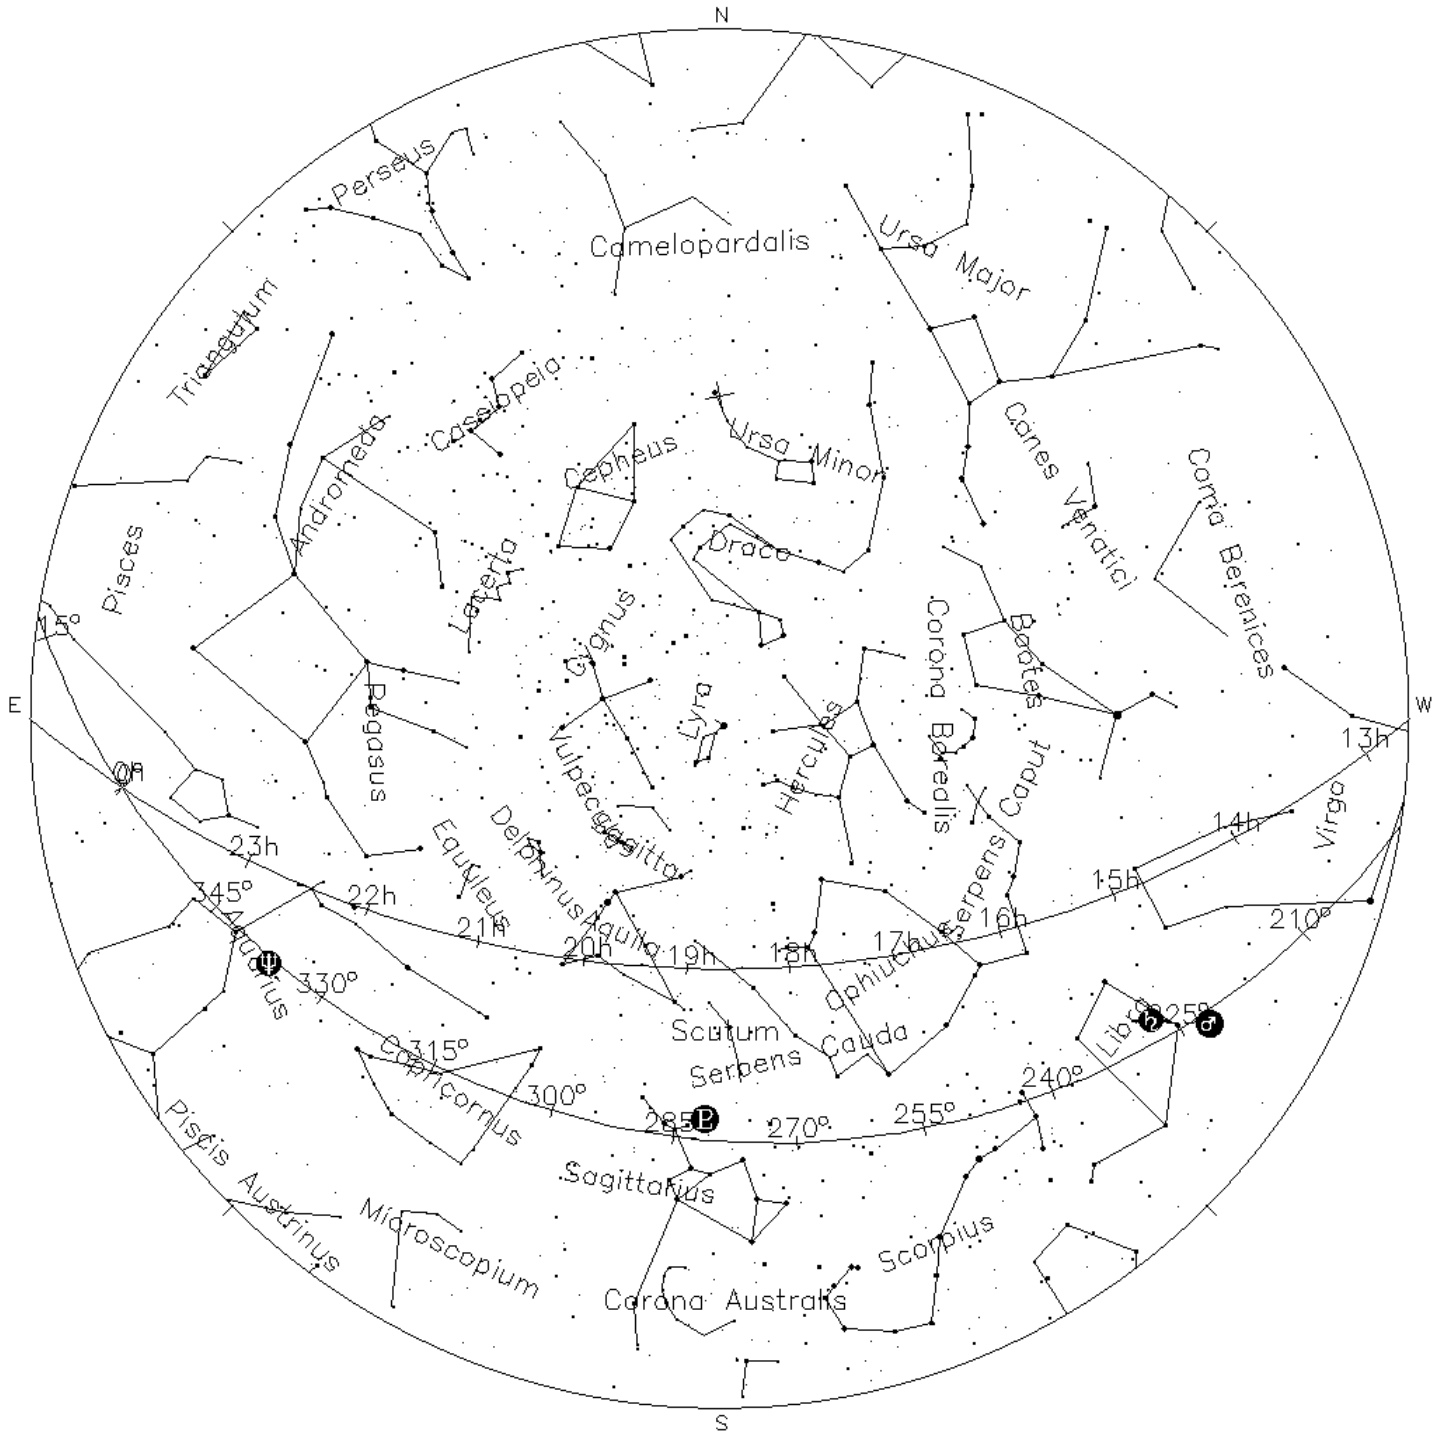 N
Perseus
Camelopardalis
Ursa Major
Triangulum
Cassiopeia
Cepheus
Ursa Minor
Andromeda
Canes Venatici
Coma Berenices
Pisces
Lacerta
Draco
Cygnus
Corona Borealis
Bootes
15°
E
W
Pegasus
Lyra
Hercules
Serpens Caput
13h
0h
Vulpecula
Virgo
14h
23h
Equuleus
Delphinus
Sagitta
15h
345°
22h
21h
20h
Aquila
19h
18h
17h
16h
210°
Aquarius
♆
330°
Ophiuchus
Libra
♄
225°
♂
Scutum
Serpens Cauda
Capricornus
315°
300°
285°
♇
270°
255°
240°
Piscis Austrinus
Sagittarius
Microscopium
Scorpius
Corona Australis
S